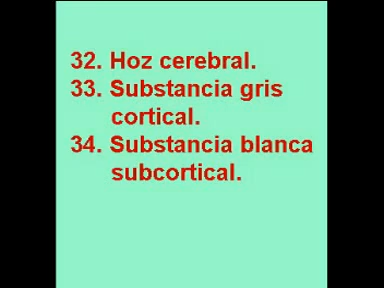 32. Hoz cerebral.
33. Substancia gris
cortical.
34. Substancia blanca
subcortical.